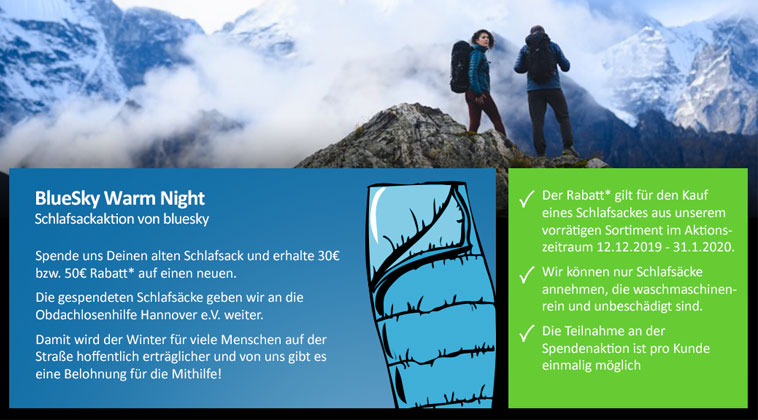 BlueSky Warm Night
Schlafsackaktion von bluesky
Spende uns Deinen alten Schlafsack und erhalte 30€
bzw. 50€ Rabatt* auf einen neuen.
Die gespendeten Schlafsäcke geben wir an die
Obdachlosenhilfe Hannover e.V. weiter.
Damit wird der Winter für viele Menschen auf der
Straße hoffentlich erträglicher und von uns gibt es
eine Belohnung für die Mithilfe!
Der Rabatt* gilt für den Kauf
eines Schlafsackes aus unserem
vorrätigen Sortiment im Aktions-
zeitraum 12.12.2019 - 31.1.2020.
Wir können nur Schlafsäcke
annehmen, die waschmaschinen-
rein und unbeschädigt sind.
Die Teilnahme an der
Spendenaktion ist pro Kunde
einmalig möglich